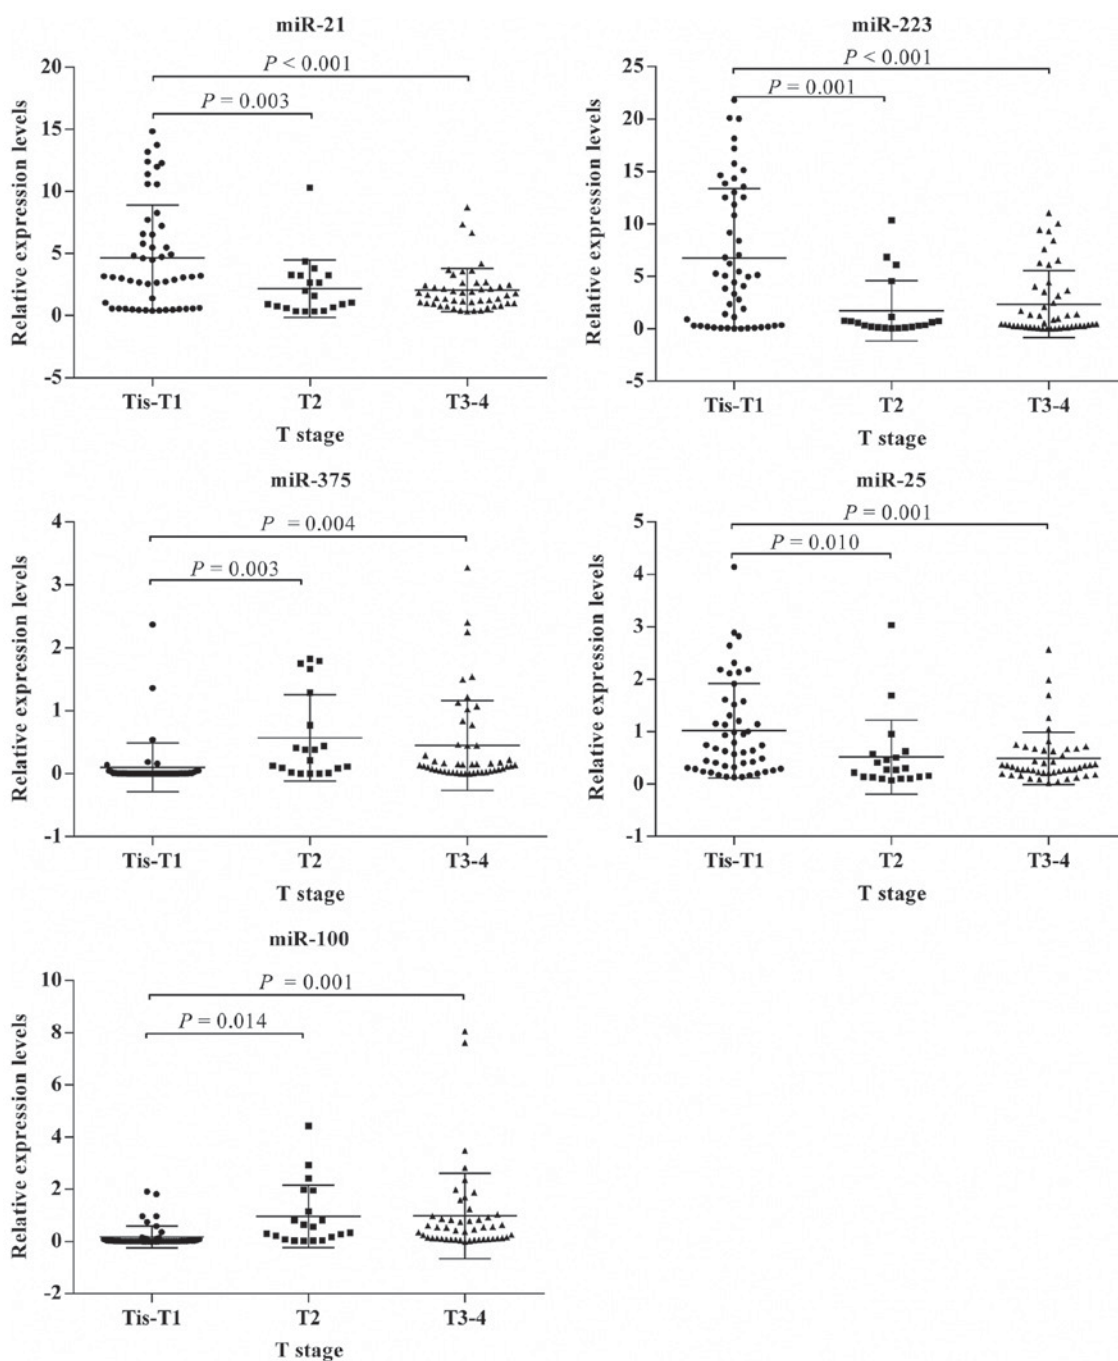 miR-21
P < 0.001
P = 0.003
20
15
10
5
0
-5
Relative expression levels
Tis-T1 T2 T3-4
T stage
miR-223
P < 0.001
P = 0.001
25
20
15
10
5
0
-5
Relative expression levels
Tis-T1 T2 T3-4
T stage
miR-375
P = 0.004
P = 0.003
4
3
2
1
0
-1
Relative expression levels
Tis-T1 T2 T3-4
T stage
miR-25
P = 0.001
P = 0.010
5
4
3
2
1
0
-1
Relative expression levels
Tis-T1 T2 T3-4
T stage
miR-100
P = 0.001
P = 0.014
10
8
6
4
2
0
-2
Relative expression levels
Tis-T1 T2 T3-4
T stage